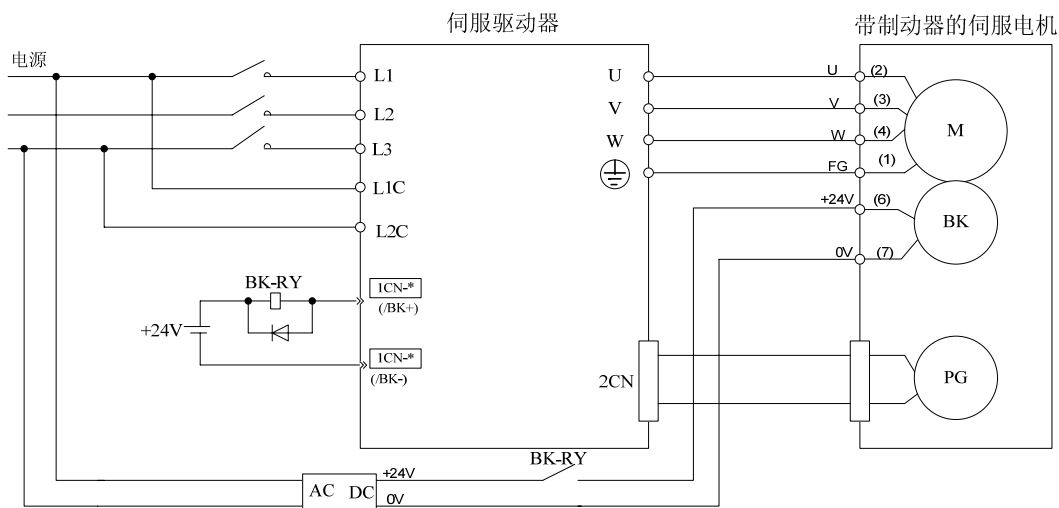 伺服驱动器
带制动器的伺服电机
电源
L1
L2
L3
L1C
L2C
BK-RY
+24V
1CN-*
(/BK+)
1CN-*
(/BK-)
U
V
W
2CN
U (2)
V (3)
W (4)
FG (1)
+24V (6)
0V (7)
M
BK
PG
BK-RY
AC DC
+24V
0V